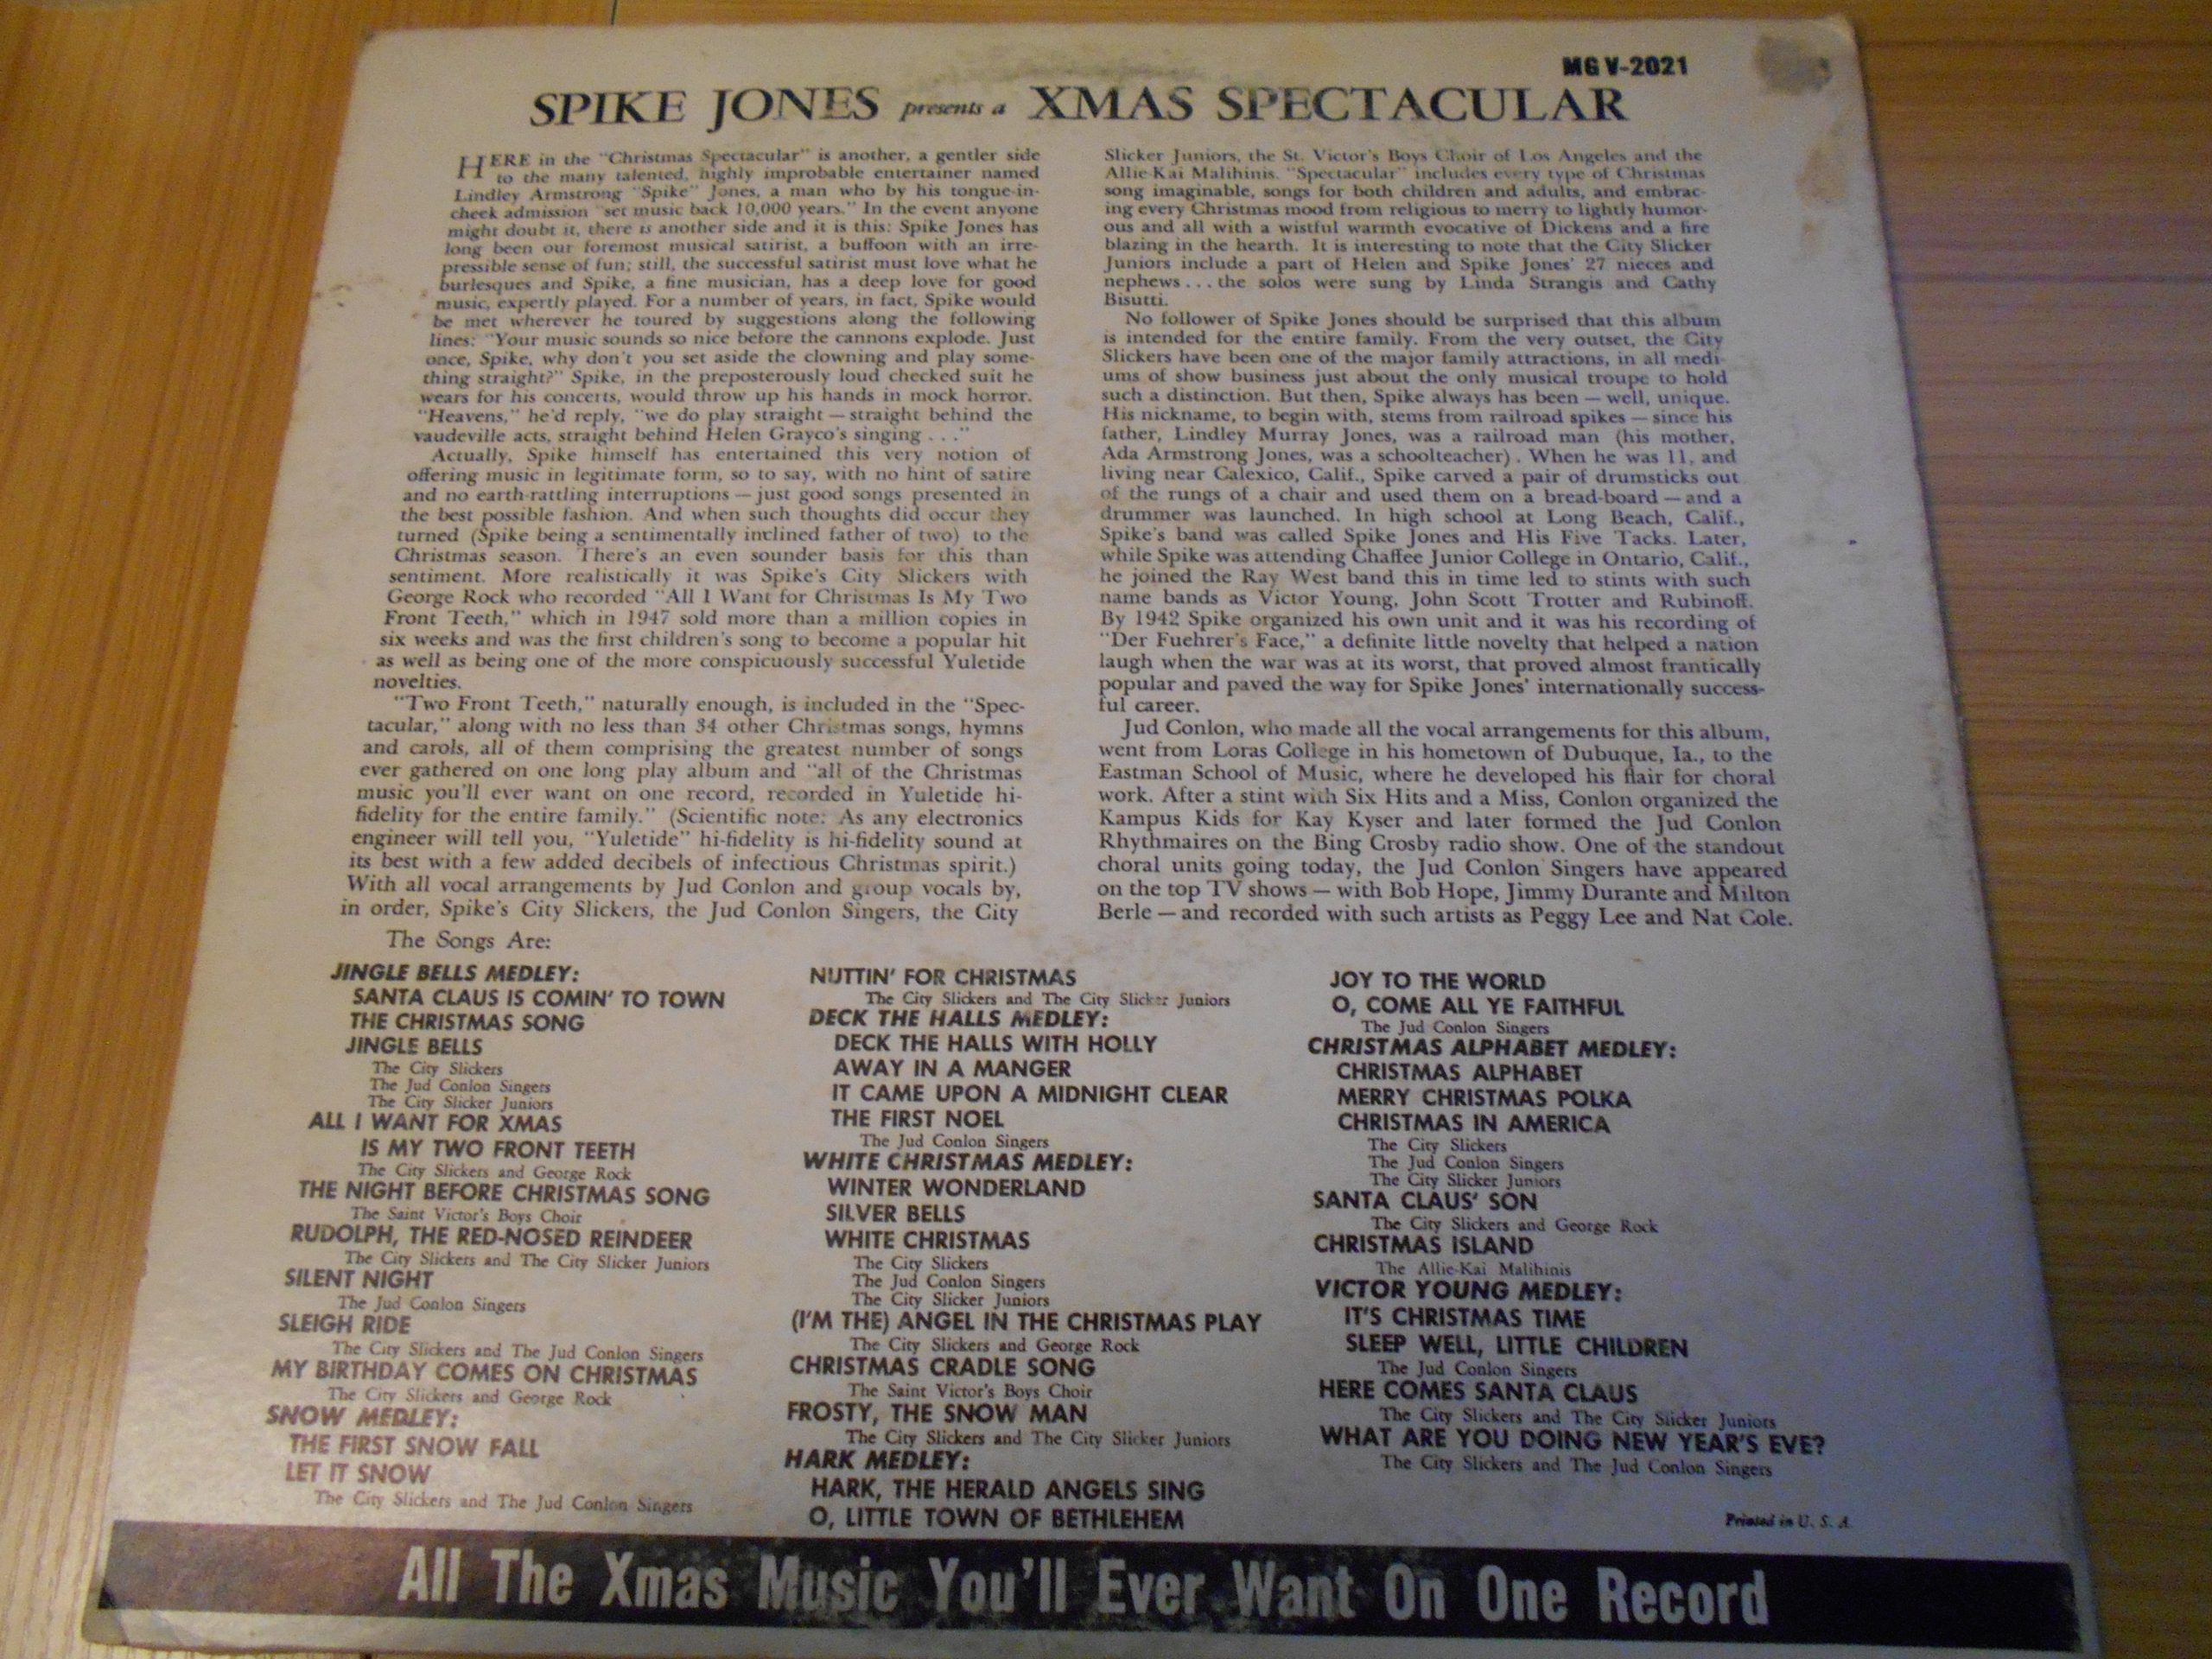 MG V-2021
SPIKE JONES presents a XMAS SPECTACULAR
HERE in the "Christmas Spectacular" is another, a gentler side
to the many talented, highly improbable entertainer named
Lindley Armstrong "Spike" Jones, a man who by his tongue-in-
cheek admission "set music back 10,000 years." In the event anyone
might doubt it, there is another side and it is this: Spike Jones has
long been our foremost musical satirist, a buffoon with an irre-
pressible sense of fun; still, the successful satirist must love what he
burlesques and Spike, a fine musician, has a deep love for good
music, expertly played. For a number of years, in fact, Spike would
be met wherever he toured by suggestions along the following
lines: "Your music sounds so nice before the cannons explode. Just
once, Spike, why don't you set aside the clowning and play some-
thing straight?" Spike, in the preposterously loud checked suit he
wears for his concerts, would throw up his hands in mock horror.
"Heavens," he'd reply, "we do play straight — straight behind the
vaudeville acts, straight behind Helen Grayco's singing . . ."
Actually, Spike himself has entertained this very notion of
offering music in legitimate form, so to say, with no hint of satire
and no earth-rattling interruptions — just good songs presented in
the best possible fashion. And when such thoughts did occur they
turned (Spike being a sentimentally inclined father of two) to the
Christmas season. There's an even sounder basis for this than
sentiment. More realistically it was Spike's City Slickers with
George Rock who recorded "All I Want for Christmas Is My Two
Front Teeth," which in 1947 sold more than a million copies in
six weeks and was the first children's song to become a popular hit
as well as being one of the more conspicuously successful Yuletide
novelties.
"Two Front Teeth," naturally enough, is included in the "Spec-
tacular," along with no less than 34 other Christmas songs, hymns
and carols, all of them comprising the greatest number of songs
ever gathered on one long play album and "all of the Christmas
music you'll ever want on one record, recorded in Yuletide hi-
fidelity for the entire family." (Scientific note: As any electronics
engineer will tell you, "Yuletide" hi-fidelity is hi-fidelity sound at
its best with a few added decibels of infectious Christmas spirit.)
With all vocal arrangements by Jud Conlon and group vocals by,
in order, Spike's City Slickers, the Jud Conlon Singers, the City
Slicker Juniors, the St. Victor's Boys Choir of Los Angeles and the
Allie-Kai Malihinis. "Spectacular" includes every type of Christmas
song imaginable, songs for both children and adults, and embrac-
ing every Christmas mood from religious to merry to lightly humor-
ous and all with a wistful warmth evocative of Dickens and a fire
blazing in the hearth. It is interesting to note that the City Slicker
Juniors include a part of Helen and Spike Jones' 27 nieces and
nephews . . . the solos were sung by Linda Strangis and Cathy
Bisutti.
No follower of Spike Jones should be surprised that this album
is intended for the entire family. From the very outset, the City
Slickers have been one of the major family attractions, in all medi-
ums of show business just about the only musical troupe to hold
such a distinction. But then, Spike always has been — well, unique.
His nickname, to begin with, stems from railroad spikes — since his
father, Lindley Murray Jones, was a railroad man (his mother,
Ada Armstrong Jones, was a schoolteacher). When he was 11, and
living near Calexico, Calif., Spike carved a pair of drumsticks out
of the rungs of a chair and used them on a bread-board — and a
drummer was launched. In high school at Long Beach, Calif.,
Spike's band was called Spike Jones and His Five Tacks. Later,
while Spike was attending Chaffee Junior College in Ontario, Calif.,
he joined the Ray West band this in time led to stints with such
name bands as Victor Young, John Scott Trotter and Rubinoff.
By 1942 Spike organized his own unit and it was his recording of
"Der Fuehrer's Face," a definite little novelty that helped a nation
laugh when the war was at its worst, that proved almost frantically
popular and paved the way for Spike Jones' internationally success-
ful career.
Jud Conlon, who made all the vocal arrangements for this album,
went from Loras College in his hometown of Dubuque, Ia., to the
Eastman School of Music, where he developed his flair for choral
work. After a stint with Six Hits and a Miss, Conlon organized the
Kampus Kids for Kay Kyser and later formed the Jud Conlon
Rhythmaires on the Bing Crosby radio show. One of the standout
choral units going today, the Jud Conlon Singers have appeared
on the top TV shows — with Bob Hope, Jimmy Durante and Milton
Berle — and recorded with such artists as Peggy Lee and Nat Cole.
The Songs Are:
JINGLE BELLS MEDLEY:
SANTA CLAUS IS COMIN' TO TOWN
THE CHRISTMAS SONG
JINGLE BELLS
The City Slickers
The Jud Conlon Singers
The City Slicker Juniors
ALL I WANT FOR XMAS
IS MY TWO FRONT TEETH
The City Slickers and George Rock
THE NIGHT BEFORE CHRISTMAS SONG
The Saint Victor's Boys Choir
RUDOLPH, THE RED-NOSED REINDEER
The City Slickers and The City Slicker Juniors
SILENT NIGHT
The Jud Conlon Singers
SLEIGH RIDE
The City Slickers and The Jud Conlon Singers
MY BIRTHDAY COMES ON CHRISTMAS
The City Slickers and George Rock
SNOW MEDLEY:
THE FIRST SNOW FALL
LET IT SNOW
The City Slickers and The Jud Conlon Singers
NUTTIN' FOR CHRISTMAS
The City Slickers and The City Slicker Juniors
DECK THE HALLS MEDLEY:
DECK THE HALLS WITH HOLLY
AWAY IN A MANGER
IT CAME UPON A MIDNIGHT CLEAR
THE FIRST NOEL
The Jud Conlon Singers
WHITE CHRISTMAS MEDLEY:
WINTER WONDERLAND
SILVER BELLS
WHITE CHRISTMAS
The City Slickers
The Jud Conlon Singers
The City Slicker Juniors
(I'M THE) ANGEL IN THE CHRISTMAS PLAY
The City Slickers and George Rock
CHRISTMAS CRADLE SONG
The Saint Victor's Boys Choir
FROSTY, THE SNOW MAN
The City Slickers and The City Slicker Juniors
HARK MEDLEY:
HARK, THE HERALD ANGELS SING
O, LITTLE TOWN OF BETHLEHEM
JOY TO THE WORLD
O, COME ALL YE FAITHFUL
The Jud Conlon Singers
CHRISTMAS ALPHABET MEDLEY:
CHRISTMAS ALPHABET
MERRY CHRISTMAS POLKA
CHRISTMAS IN AMERICA
The City Slickers
The Jud Conlon Singers
The City Slicker Juniors
SANTA CLAUS' SON
The City Slickers and George Rock
CHRISTMAS ISLAND
The Allie-Kai Malihinis
VICTOR YOUNG MEDLEY:
IT'S CHRISTMAS TIME
SLEEP WELL, LITTLE CHILDREN
The Jud Conlon Singers
HERE COMES SANTA CLAUS
The City Slickers and The City Slicker Juniors
WHAT ARE YOU DOING NEW YEAR'S EVE?
The City Slickers and The Jud Conlon Singers
Printed in U. S. A.
All The Xmas Music You'll Ever Want On One Record